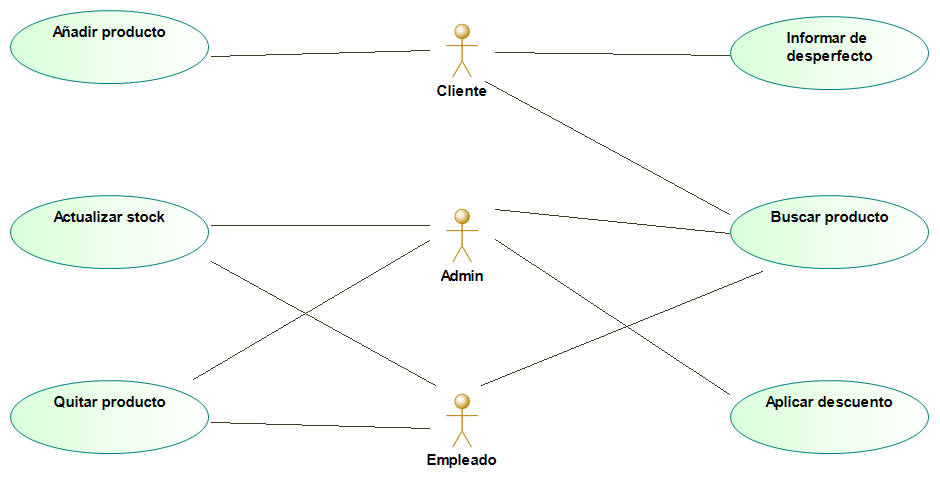 Añadir producto
Cliente
Informar de
desperfecto
Actualizar stock
Admin
Buscar producto
Quitar producto
Empleado
Aplicar descuento